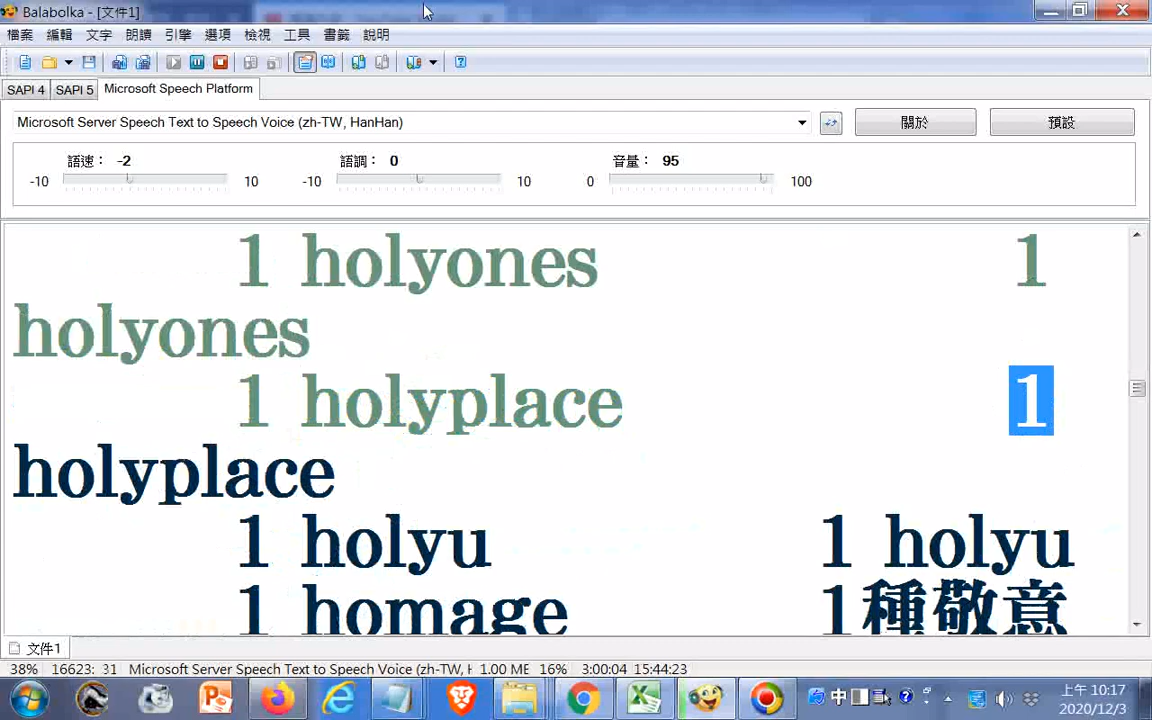 Balabolka - [文件1]
檔案 編輯 文字 朗讀 引擎 選項 檢視 工具 書籤 說明
SAPI 4 SAPI 5 Microsoft Speech Platform
Microsoft Server Speech Text to Speech Voice (zh-TW, HanHan) 關於 預設
語速： -2 語調： 0 音量： 95
-10 10 -10 10 0 100
1 holyones 1
holyones
1 holyplace 1
holyplace
1 holyu 1 holyu
1 homage 1種敬意
文件1
38% 16623: 31 Microsoft Server Speech Text to Speech Voice (zh-TW, 1.00 ME 16% 3:00:04 15:44:23
中 上午 10:17
2020/12/3